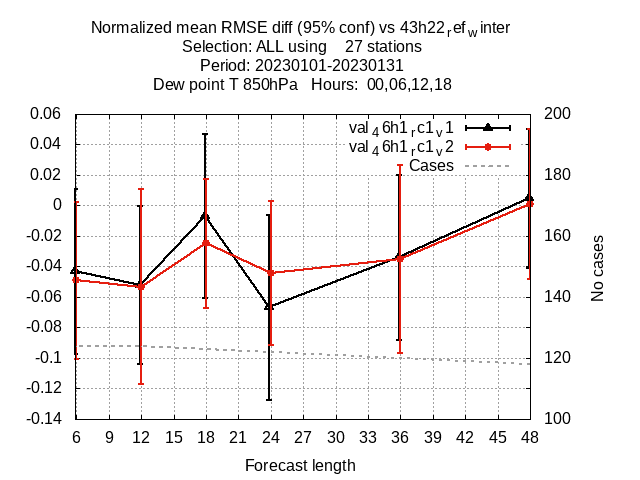 Normalized mean RMSE diff (95% conf) vs 43h22refwinter
Selection: ALL using 27 stations
Period: 20230101-20230131
Dew point T 850hPa Hours: 00,06,12,18
val46h1rc1v1
val46h1rc1v2
Cases
0.06
0.04
0.02
0
-0.02
-0.04
-0.06
-0.08
-0.1
-0.12
-0.14
200
180
160
140
120
100
No cases
6 9 12 15 18 21 24 27 30 33 36 39 42 45 48
Forecast length